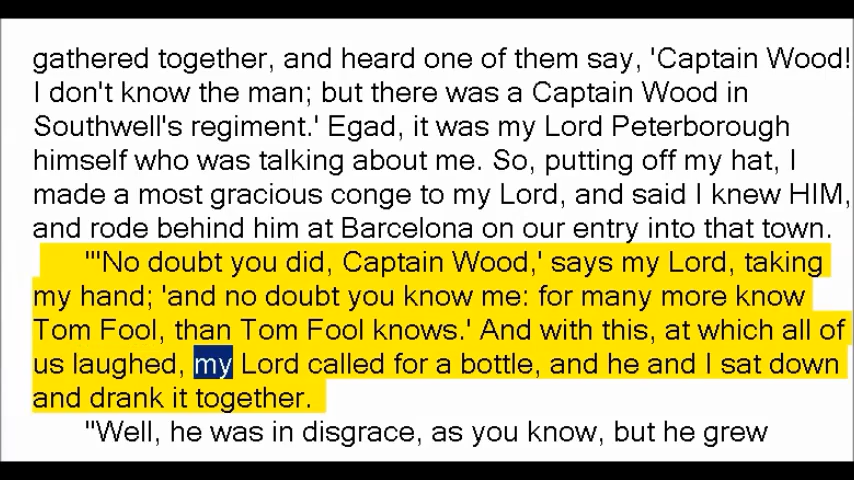 gathered together, and heard one of them say, 'Captain Wood!
I don't know the man; but there was a Captain Wood in
Southwell's regiment.' Egad, it was my Lord Peterborough
himself who was talking about me. So, putting off my hat, I
made a most gracious conge to my Lord, and said I knew HIM,
and rode behind him at Barcelona on our entry into that town.
"'No doubt you did, Captain Wood,' says my Lord, taking
my hand; 'and no doubt you know me: for many more know
Tom Fool, than Tom Fool knows.' And with this, at which all of
us laughed, my Lord called for a bottle, and he and I sat down
and drank it together.
"Well, he was in disgrace, as you know, but he grew